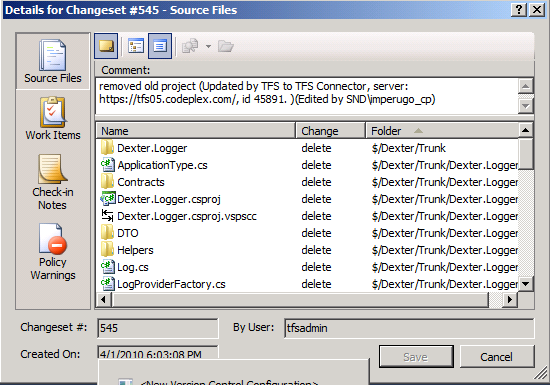 Details for Changeset #545 - Source Files
Source Files
Work Items
Check-in
Notes
Policy
Warnings
Comment:
removed old project (Updated by TFS to TFS Connector, server:
https://tfs05.codeplex.com/, id 45891. )(Edited by SND\imperugo_cp)
Name Change Folder
Dexter.Logger delete $/Dexter/Trunk
ApplicationType.cs delete $/Dexter/Trunk/Dexter.Logger
Contracts delete $/Dexter/Trunk/Dexter.Logger
Dexter.Logger.csproj delete $/Dexter/Trunk/Dexter.Logger
Dexter.Logger.csproj.vspscc delete $/Dexter/Trunk/Dexter.Logger
DTO delete $/Dexter/Trunk/Dexter.Logger
Helpers delete $/Dexter/Trunk/Dexter.Logger
Log.cs delete $/Dexter/Trunk/Dexter.Logger
LogProviderFactory.cs delete $/Dexter/Trunk/Dexter.Logger
Changeset #: 545 By User: tfsadmin
Created On: 4/1/2010 6:03:08 PM Save Cancel
<New Version Control Configuration>